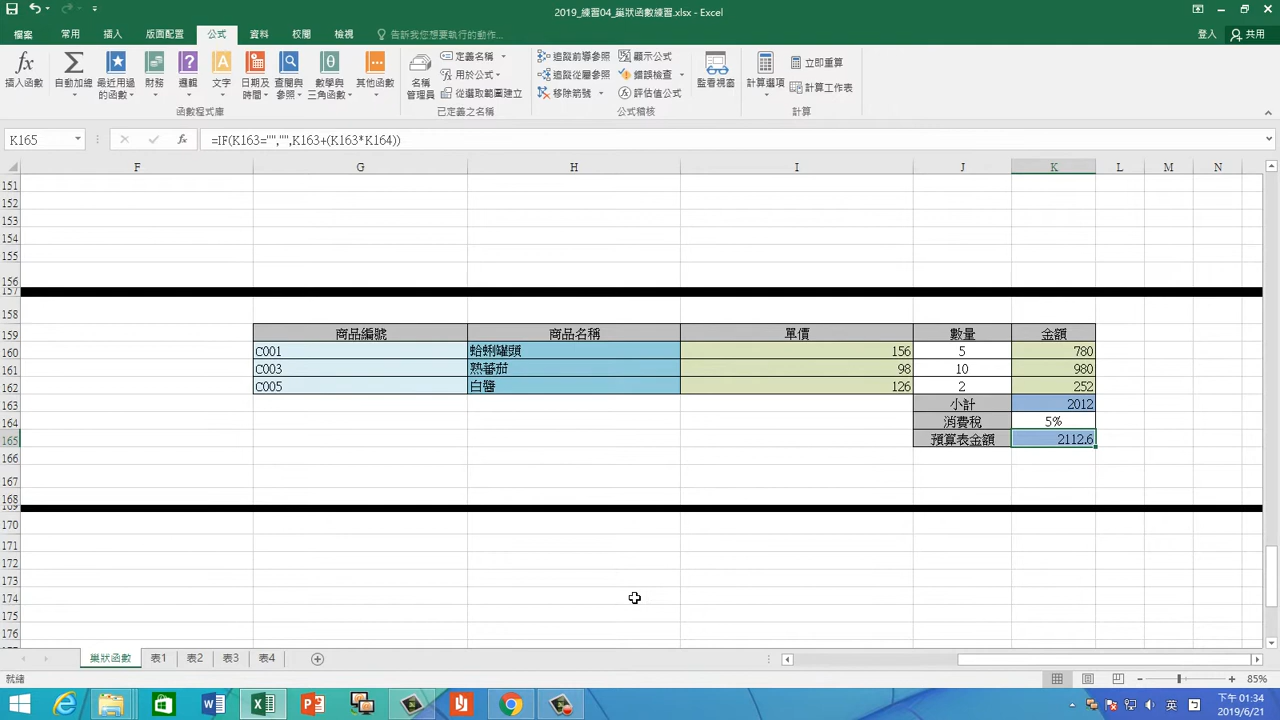 2019_練習04_巢狀函數練習.xlsx - Excel
檔案 常用 插入 版面配置 公式 資料 校閱 檢視 告訴我您想要執行的動作... 登入 共用
插入函數 自動加總 最近用過的函數 財務 邏輯 文字 日期及時間 查閱與參照 數學與三角函數 其他函數 名稱管理員 定義名稱 用於公式 從選取範圍建立 追蹤前導參照 追蹤從屬參照 移除箭號 顯示公式 錯誤檢查 評估值公式 監看視窗 計算選項 立即重算 計算工作表
函數程式庫 已定義之名稱 公式稽核 計算
K165 fx =IF(K163="","",K163+(K163*K164))
F G H I J K L M N
151
152
153
154
155
156
157
158
159 商品編號 商品名稱 單價 數量 金額
160 C001 蛤蜊罐頭 156 5 780
161 C003 熟蕃茄 98 10 980
162 C005 白醬 126 2 252
163 小計 2012
164 消費稅 5%
165 預算表金額 2112.6
166
167
168
169
170
171
172
173
174
175
176
巢狀函數 表1 表2 表3 表4
就緒 85%
英 下午 01:34
2019/6/21